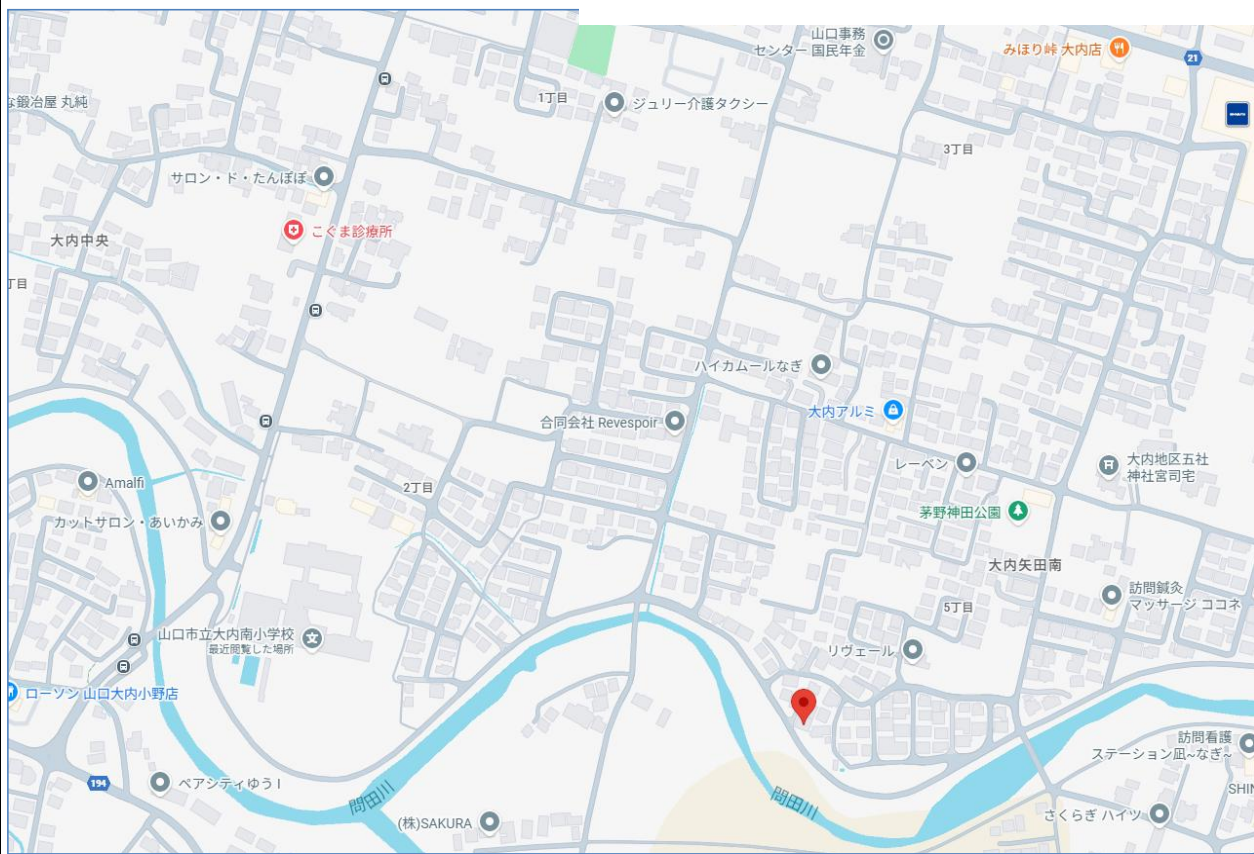 山口事務
センター 国民年金
みほり峠 大内店
21
な鍛冶屋 丸純
1丁目
ジュリー介護タクシー
3丁目
サロン・ド・たんぽぽ
こぐま診療所
大内中央
丁目
ハイカムールなぎ
合同会社 Revespoir
大内アルミ
レーベン
大内地区五社
神社宮司宅
Amalfi
2丁目
カットサロン・あいかみ
茅野神田公園
大内矢田南
訪問鍼灸
マッサージ ココネ
5丁目
山口市立大内南小学校
最近閲覧した場所
文
リヴェール
ローソン 山口大内小野店
訪問看護
ステーション凪~なぎ~
194
ベアシティゆうⅠ
問田川
問田川
SHIN
(株)SAKURA
さくらぎ ハイツ